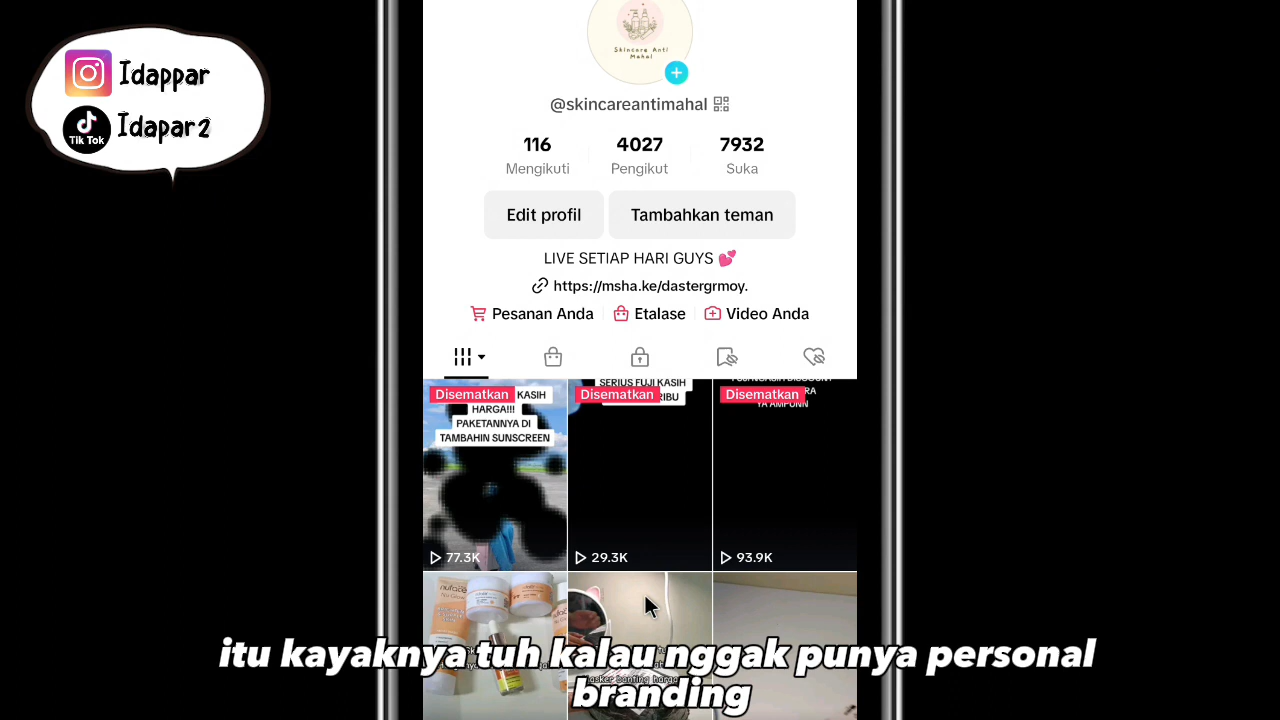 Idappar
Tik Tok
Idapar2
Skincare Anti
Mahal
@skincareantimahal
116
4027
7932
Mengikuti
Pengikut
Suka
Edit profil
Tambahkan teman
LIVE SETIAP HARI GUYS
https://msha.ke/dastergrmoy.
Pesanan Anda
Etalase
Video Anda
Disematkan
KASIH
HARGA!!!
PAKETANNYA DI
TAMBAHIN SUNSCREEN
77.3K
SERIUS FUJI KASIH
Disematkan
29.3K
Disematkan
YA AMPUNN
93.9K
nuface
itu kayaknya tuh kalau nggak punya personal
branding